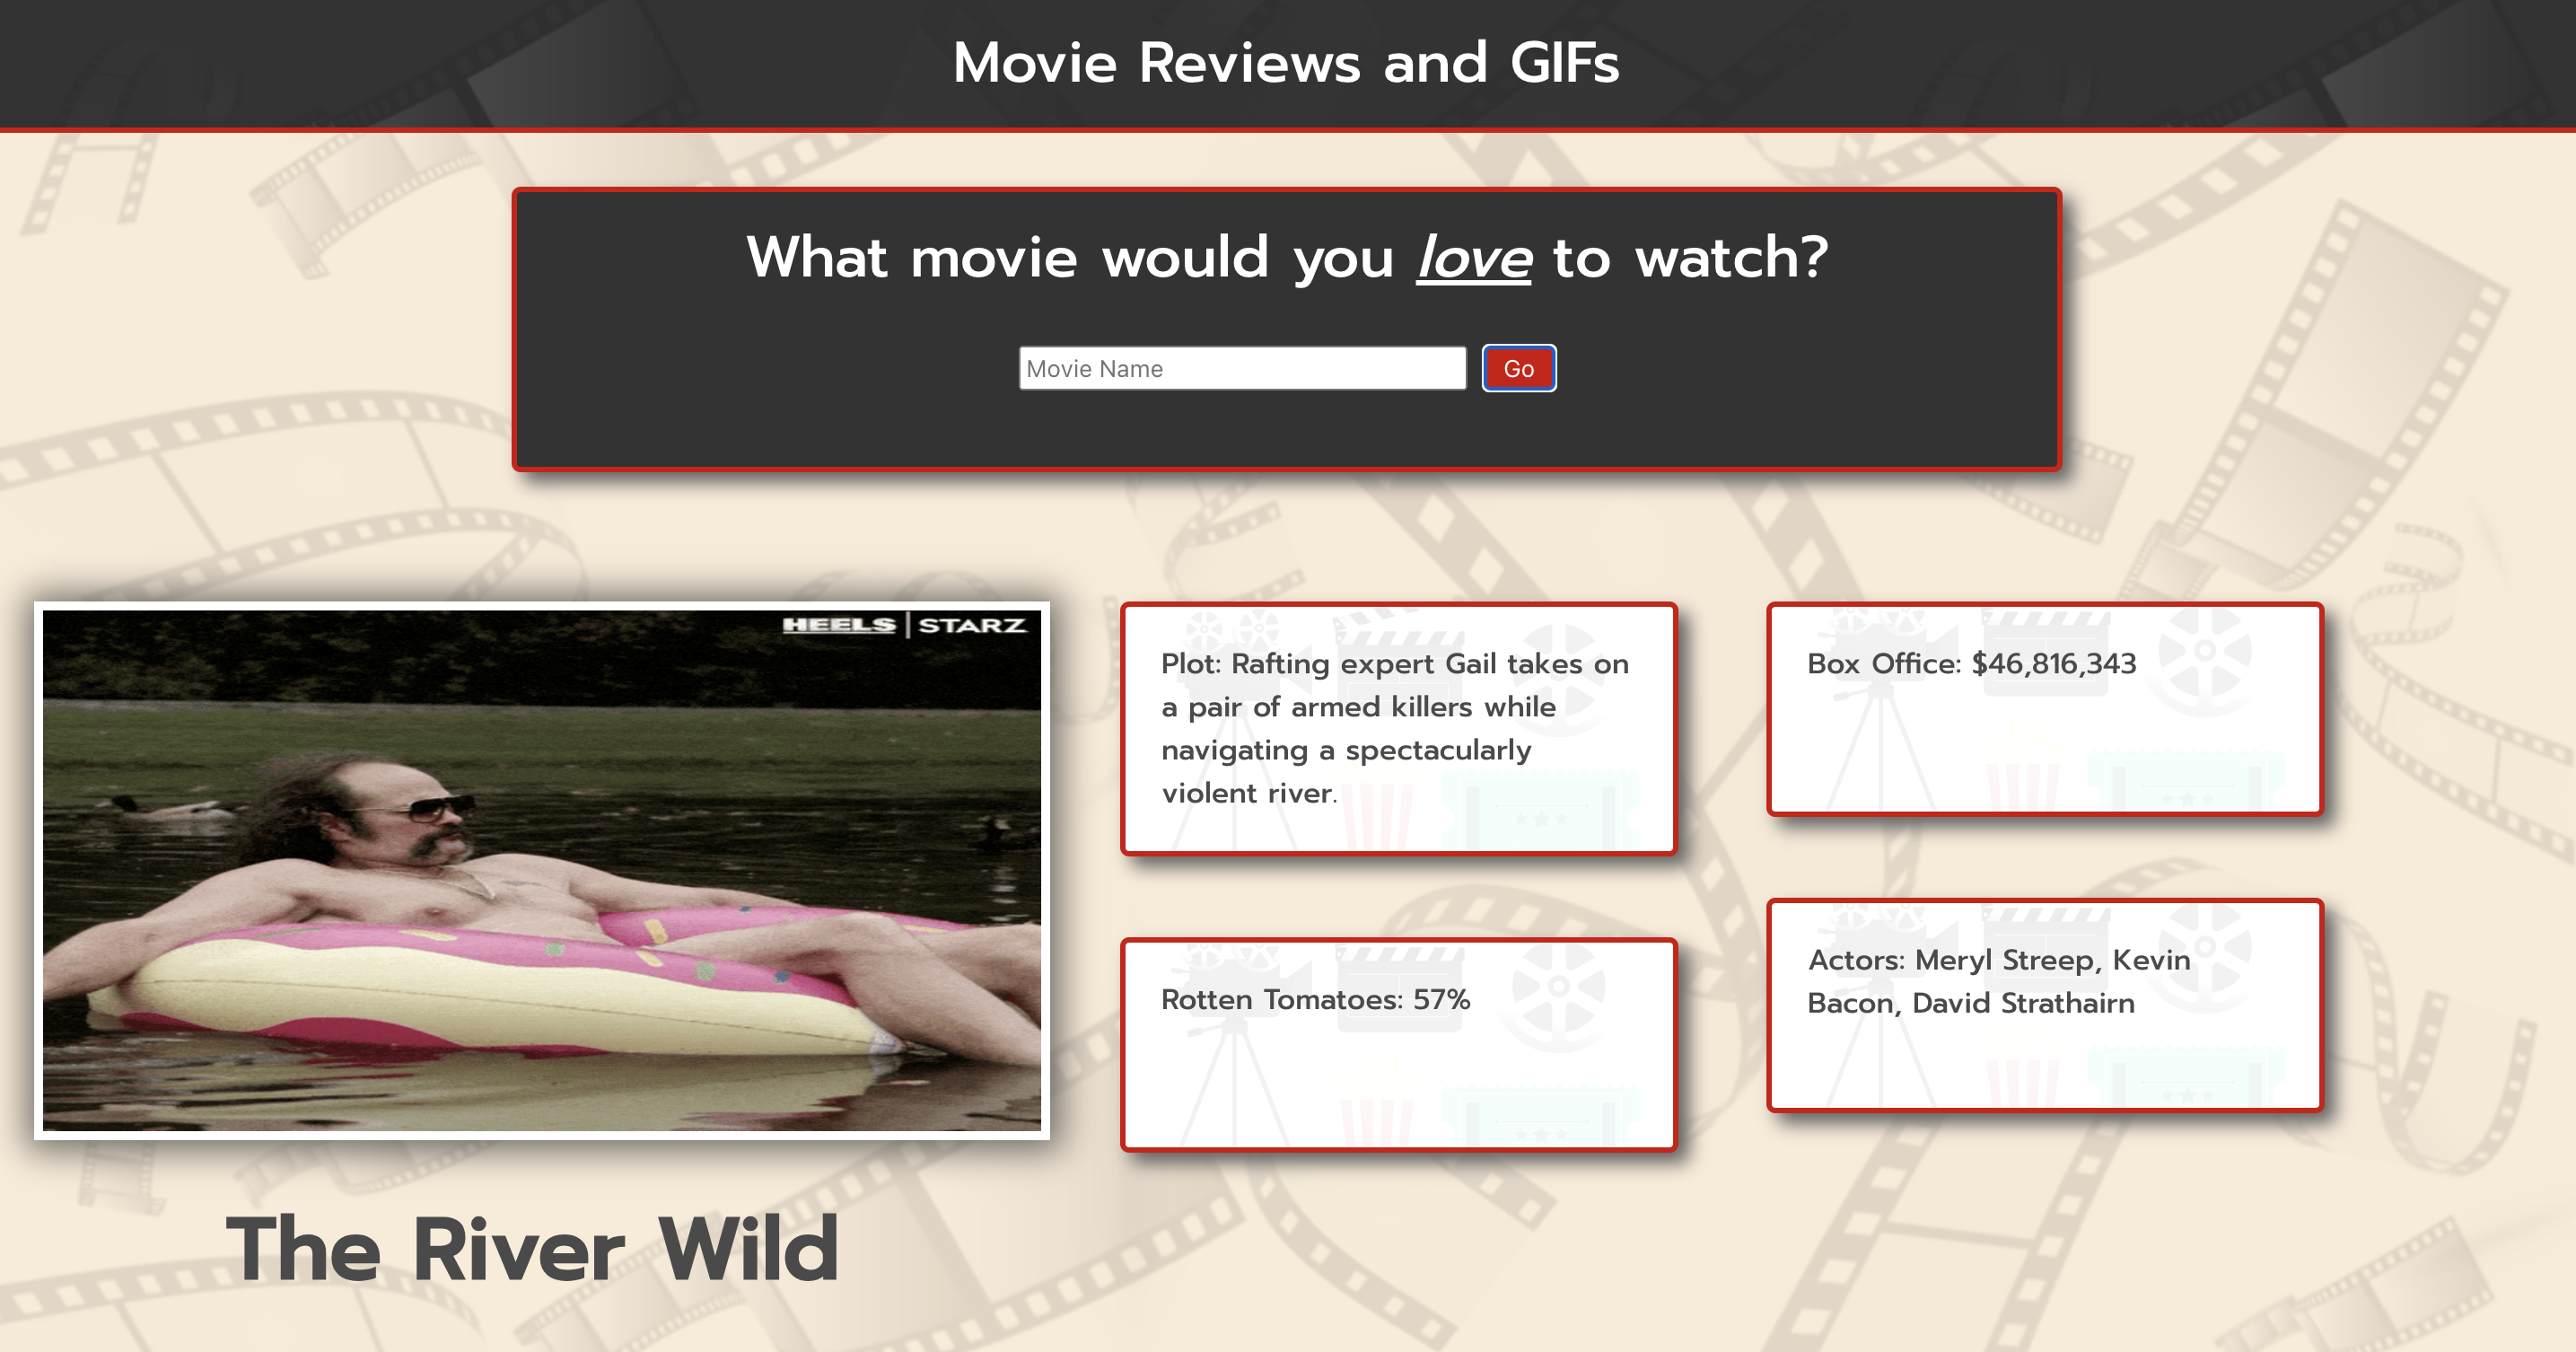 Movie Reviews and GIFs
What movie would you love to watch?
Movie Name
Go
HEELS | STARZ
The River Wild
Plot: Rafting expert Gail takes on
a pair of armed killers while
navigating a spectacularly
violent river.
Rotten Tomatoes: 57%
Box Office: $46,816,343
Actors: Meryl Streep, Kevin
Bacon, David Strathairn